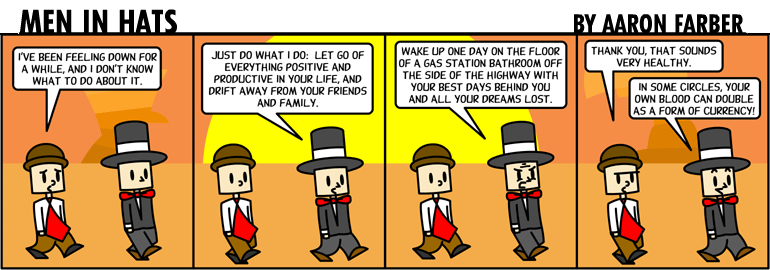 MEN IN HATS
BY AARON FARBER
I'VE BEEN FEELING DOWN FOR
A WHILE, AND I DON'T KNOW
WHAT TO DO ABOUT IT.
JUST DO WHAT I DO: LET GO OF
EVERYTHING POSITIVE AND
PRODUCTIVE IN YOUR LIFE, AND
DRIFT AWAY FROM YOUR FRIENDS
AND FAMILY.
WAKE UP ONE DAY ON THE FLOOR
OF A GAS STATION BATHROOM OFF
THE SIDE OF THE HIGHWAY WITH
YOUR BEST DAYS BEHIND YOU
AND ALL YOUR DREAMS LOST.
THANK YOU, THAT SOUNDS
VERY HEALTHY.
IN SOME CIRCLES, YOUR
OWN BLOOD CAN DOUBLE
AS A FORM OF CURRENCY!